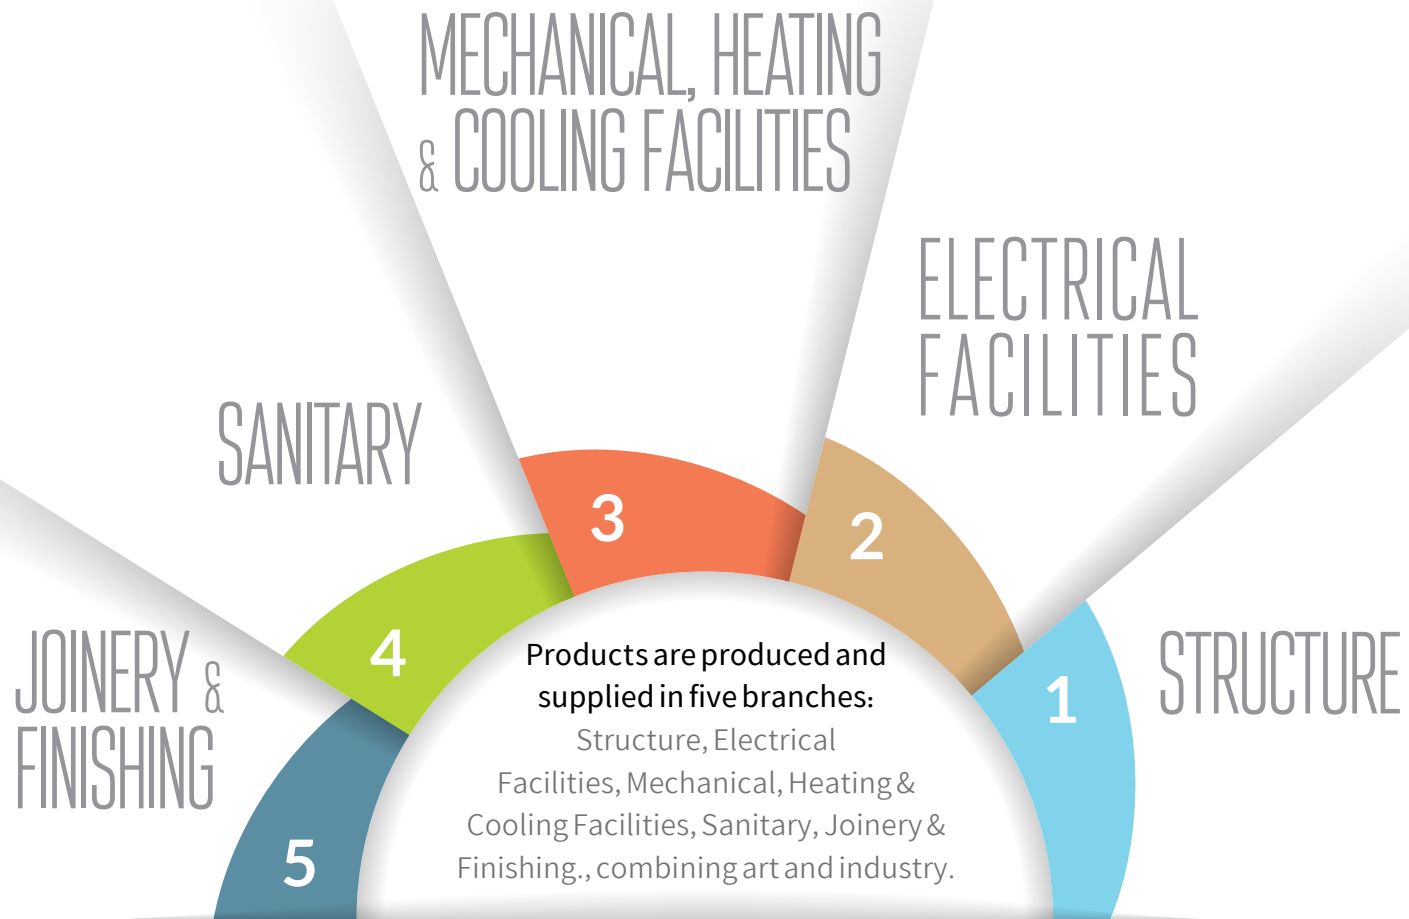 MECHANICAL, HEATING
& COOLING FACILITIES
ELECTRICAL
FACILITIES
SANITARY
3
2
4
JOINERY &
FINISHING
1
STRUCTURE
5
Products are produced and
supplied in five branches:
Structure, Electrical
Facilities, Mechanical, Heating &
Cooling Facilities, Sanitary, Joinery &
Finishing., combining art and industry.